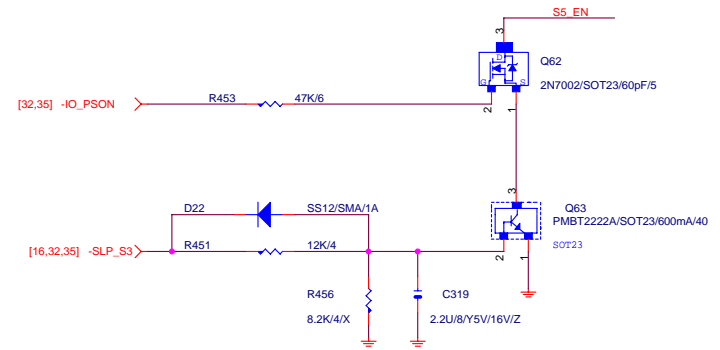 S5_EN
3
D
Q62
G
S
2N7002/SOT23/60pF/5
[32,35] -IO_PSON
R453
47K/6
2
1
3
Q63
D22
SS12/SMA/1A
PMBT2222A/SOT23/600mA/40
SOT23
[16,32,35] -SLP_S3
R451
12K/4
2
1
R456
C319
8.2K/4/X
2.2U/8/Y5V/16V/Z